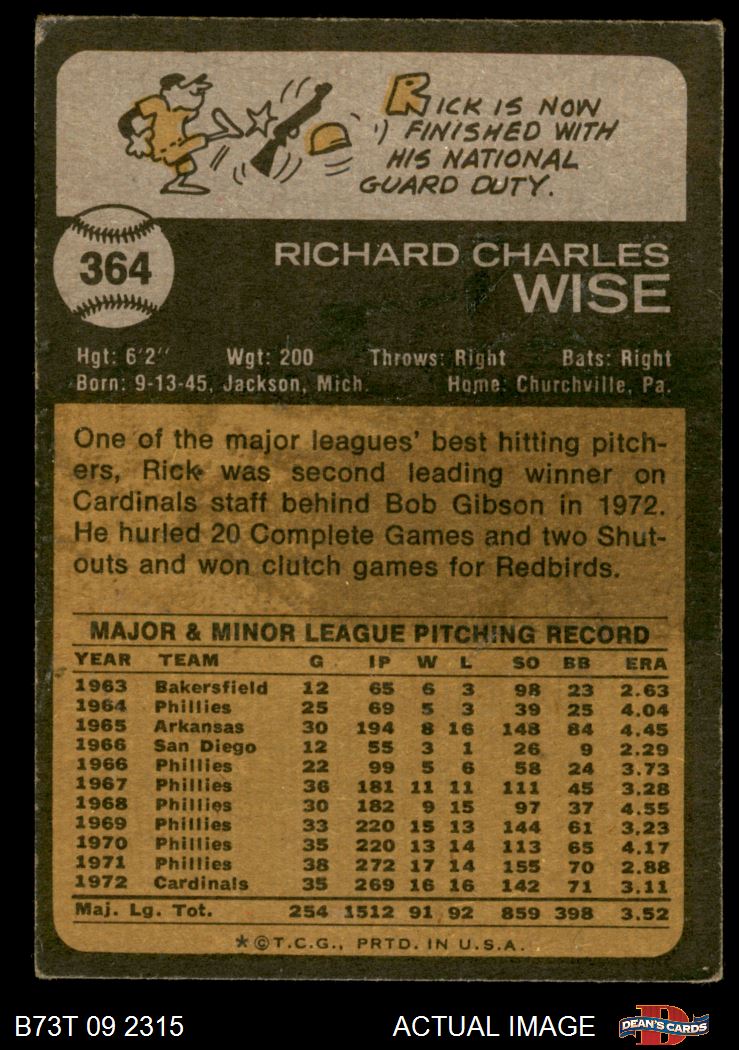 RICK IS NOW
FINISHED WITH
HIS NATIONAL
GUARD DUTY.
364
RICHARD CHARLES
WISE
Hgt: 6'2" Wgt: 200 Throws: Right Bats: Right
Born: 9-13-45, Jackson, Mich. Home: Churchville, Pa.
One of the major leagues' best hitting pitch-
ers, Rick was second leading winner on
Cardinals staff behind Bob Gibson in 1972.
He hurled 20 Complete Games and two Shut-
outs and won clutch games for Redbirds.
MAJOR & MINOR LEAGUE PITCHING RECORD
YEAR TEAM G IP W L SO BB ERA
1963 Bakersfield 12 65 6 3 98 23 2.63
1964 Phillies 25 69 5 3 39 25 4.04
1965 Arkansas 30 194 8 16 148 84 4.45
1966 San Diego 12 55 3 1 26 9 2.29
1966 Phillies 22 99 5 6 58 24 3.73
1967 Phillies 36 181 11 11 111 45 3.28
1968 Phillies 30 182 9 15 97 37 4.55
1969 Phillies 33 220 15 13 144 61 3.23
1970 Phillies 35 220 13 14 113 65 4.17
1971 Phillies 38 272 17 14 155 70 2.88
1972 Cardinals 35 269 16 16 142 71 3.11
Maj. Lg. Tot. 254 1512 91 92 859 398 3.52
*©T.C.G., PRTD. IN U.S.A.
B73T 09 2315 ACTUAL IMAGE D DEAN'S CARDS